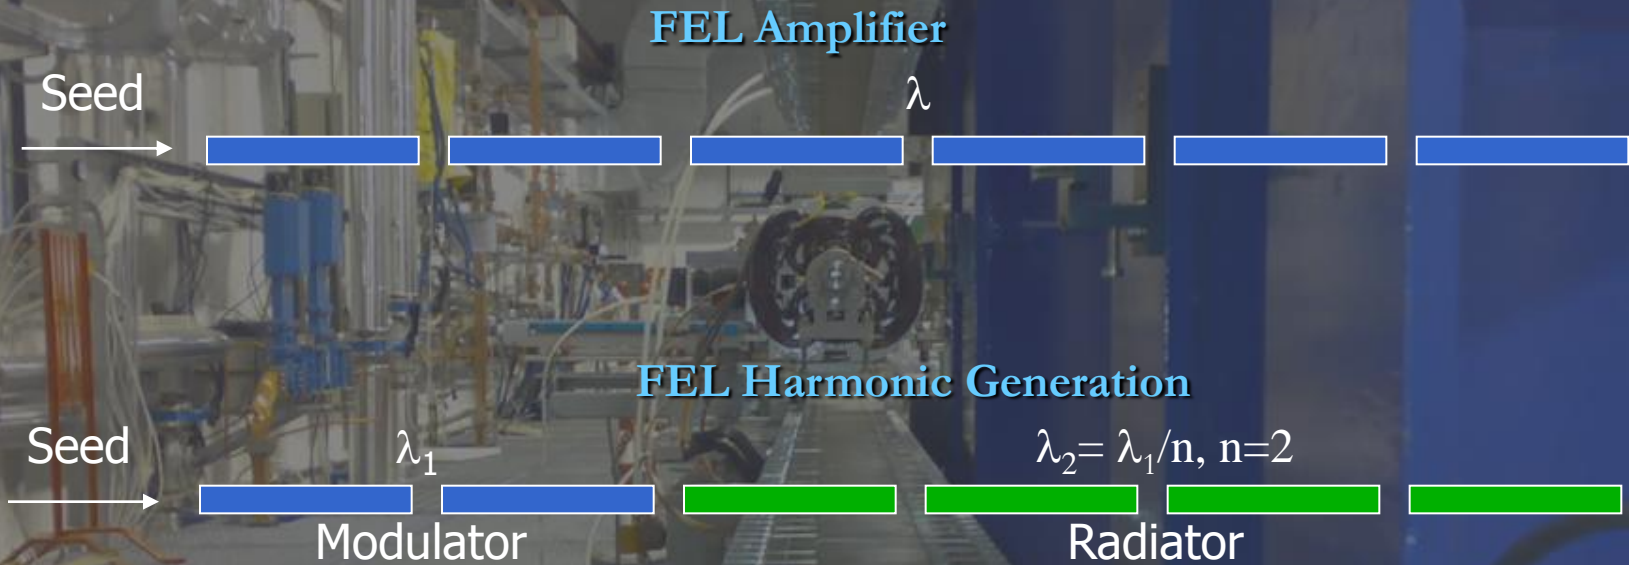 FEL Amplifier
Seed
λ
FEL Harmonic Generation
Seed
λ₁
λ₂= λ₁/n, n=2
Modulator
Radiator